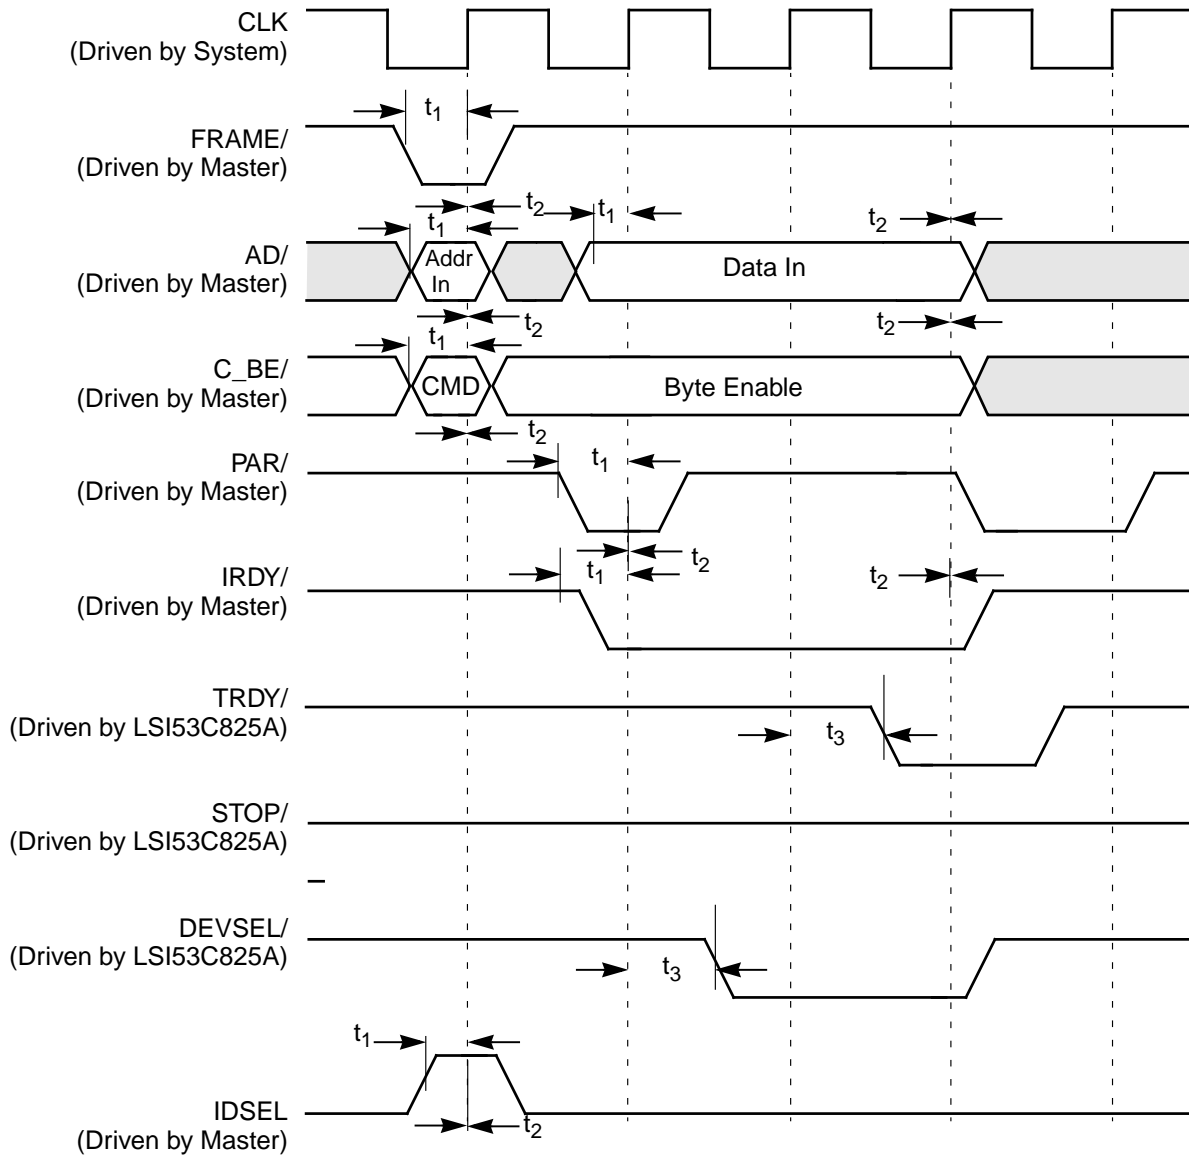 CLK
(Driven by System)
t1
FRAME/
(Driven by Master)
t2
t1
t1
t2
AD/
(Driven by Master)
Addr
In
Data In
t2
t2
t1
C_BE/
(Driven by Master)
CMD
Byte Enable
t2
PAR/
(Driven by Master)
t1
t2
IRDY/
(Driven by Master)
t1
t2
TRDY/
(Driven by LSI53C825A)
t3
STOP/
(Driven by LSI53C825A)
DEVSEL/
(Driven by LSI53C825A)
t3
t1
IDSEL
(Driven by Master)
t2